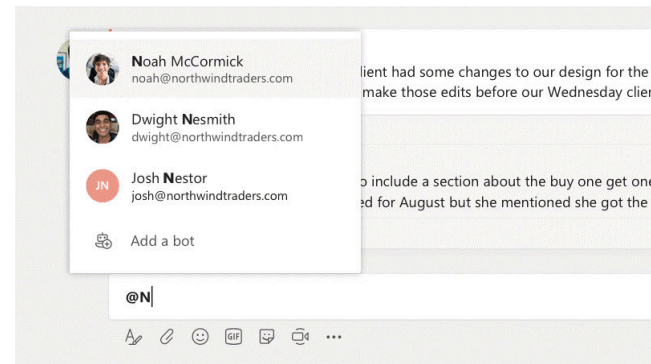 Noah McCormick
noah@northwindtraders.com
lient had some changes to our design for the
make those edits before our Wednesday clien
Dwight Nesmith
dwight@northwindtraders.com
Josh Nestor
JN
josh@northwindtraders.com
o include a section about the buy one get one
ed for August but she mentioned she got the
Add a bot
@N
GIF